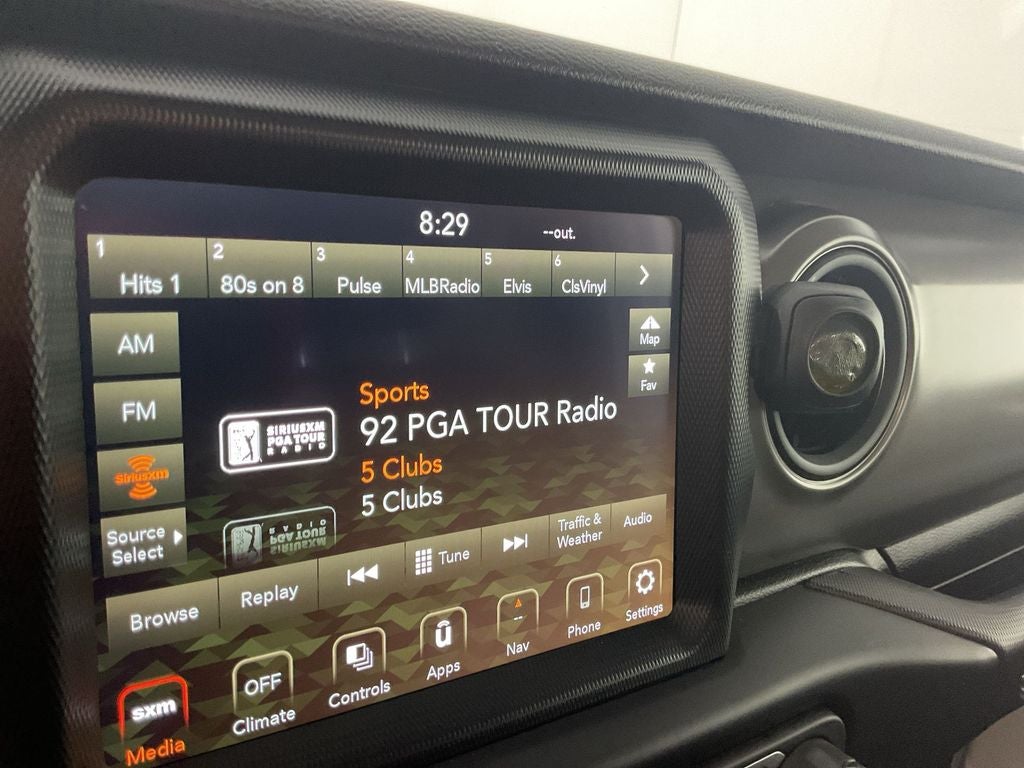 8:29
--out.
1
Hits 1
2
80s on 8
3
Pulse
4
MLBRadio
5
Elvis
6
ClsVinyl
AM
FM
SiriusXM
Source
Select
Map
Fav
SIRIUSXM
PGA TOUR
RADIO
Sports
92 PGA TOUR Radio
5 Clubs
5 Clubs
Browse
Replay
Tune
Traffic &
Weather
Audio
sxm
Media
OFF
Climate
Controls
û
Apps
--
Nav
Phone
Settings